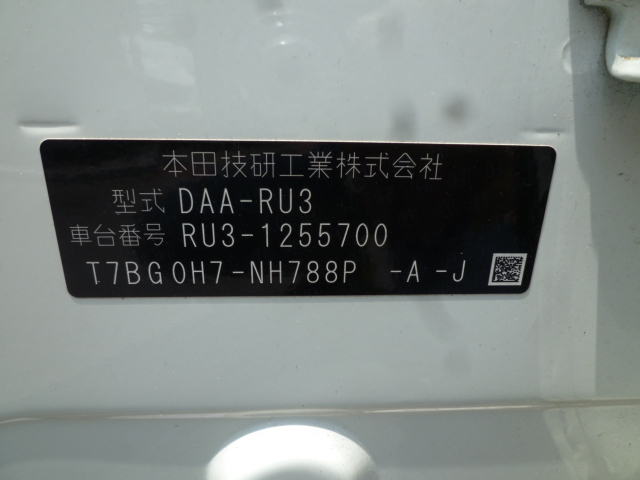 本田技研工業株式会社
型式 DAA-RU3
車台番号 RU3-1255700
T7BG0H7-NH788P -A-J